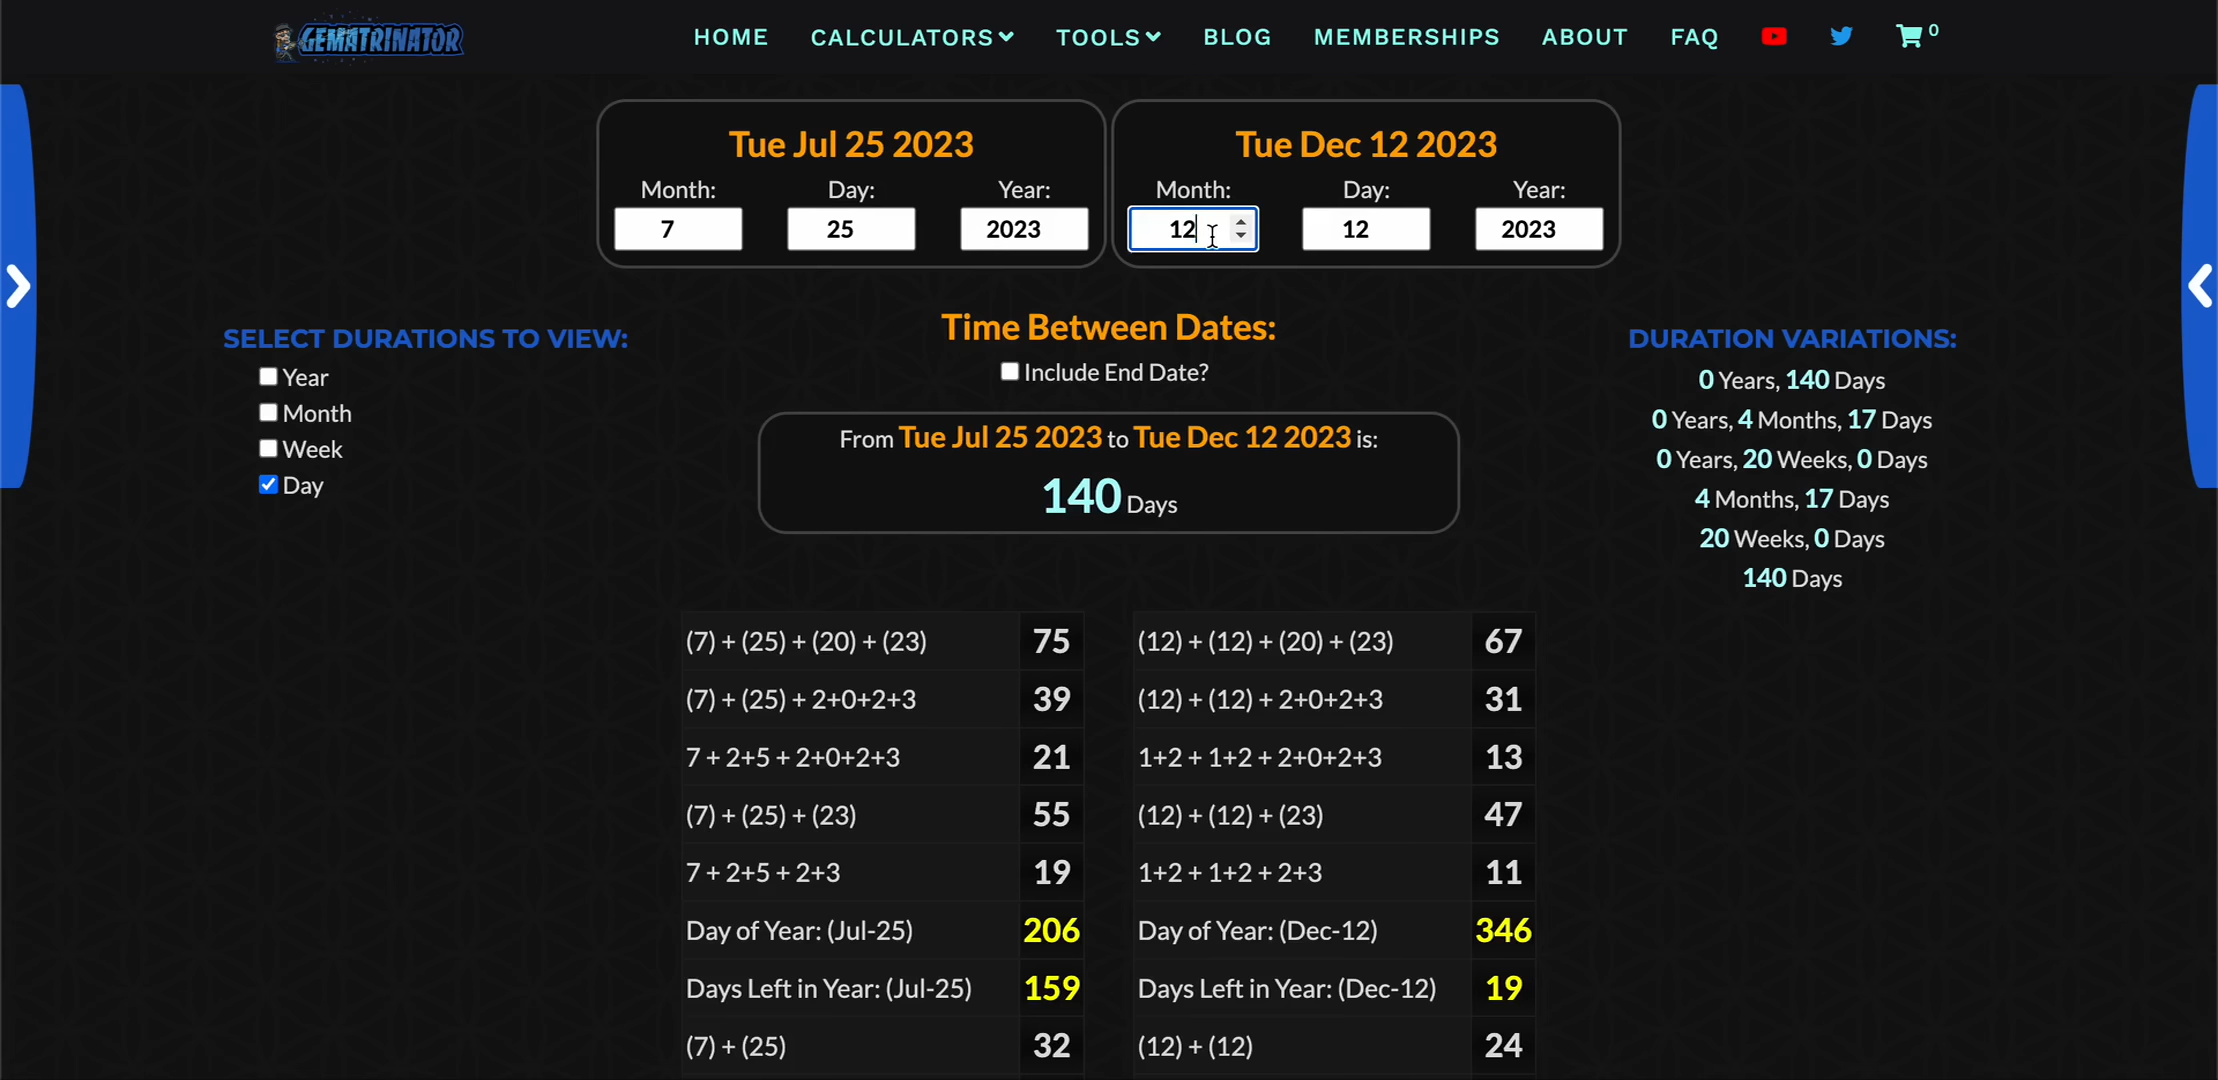 GEMATRINATOR
HOME CALCULATORS TOOLS BLOG MEMBERSHIPS ABOUT FAQ 0
Tue Jul 25 2023
Month: Day: Year:
7 25 2023
Tue Dec 12 2023
Month: Day: Year:
12 12 2023
SELECT DURATIONS TO VIEW:
Year
Month
Week
Day
Time Between Dates:
Include End Date?
From Tue Jul 25 2023 to Tue Dec 12 2023 is:
140 Days
DURATION VARIATIONS:
0 Years, 140 Days
0 Years, 4 Months, 17 Days
0 Years, 20 Weeks, 0 Days
4 Months, 17 Days
20 Weeks, 0 Days
140 Days
(7) + (25) + (20) + (23) 75
(7) + (25) + 2+0+2+3 39
7 + 2+5 + 2+0+2+3 21
(7) + (25) + (23) 55
7 + 2+5 + 2+3 19
Day of Year: (Jul-25) 206
Days Left in Year: (Jul-25) 159
(7) + (25) 32
(12) + (12) + (20) + (23) 67
(12) + (12) + 2+0+2+3 31
1+2 + 1+2 + 2+0+2+3 13
(12) + (12) + (23) 47
1+2 + 1+2 + 2+3 11
Day of Year: (Dec-12) 346
Days Left in Year: (Dec-12) 19
(12) + (12) 24